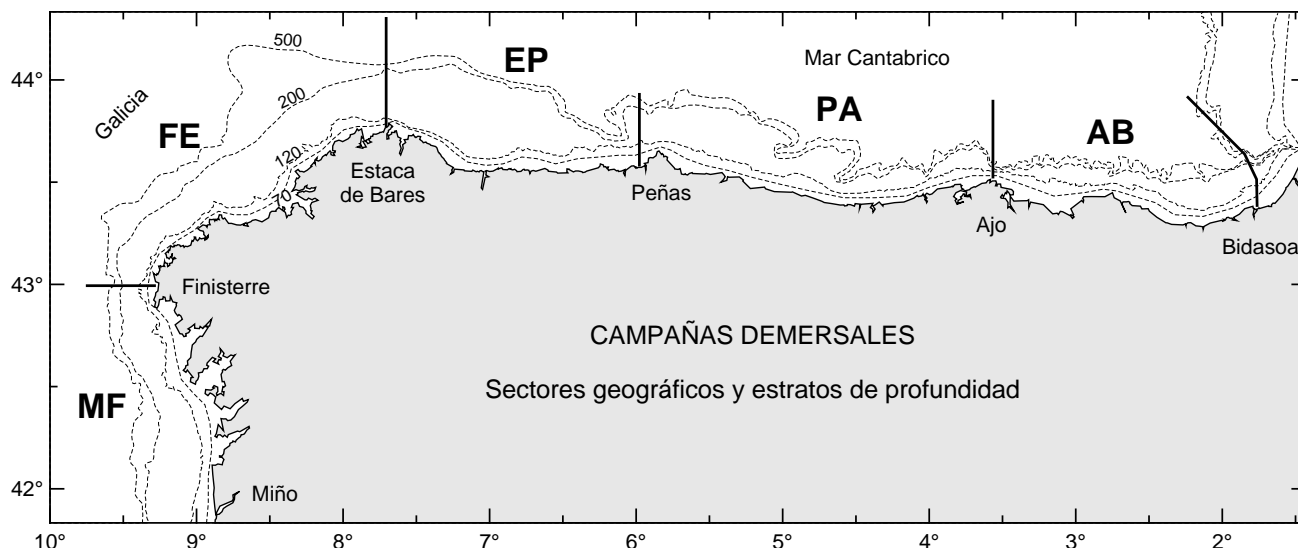 500
EP
Mar Cantabrico
44°
200
Galicia
PA
FE
AB
120
Estaca
de Bares
70
Peñas
Ajo
Bidasoa
43°
Finisterre
CAMPAÑAS DEMERSALES
Sectores geográficos y estratos de profundidad
MF
42°
Miño
10°
9°
8°
7°
6°
5°
4°
3°
2°